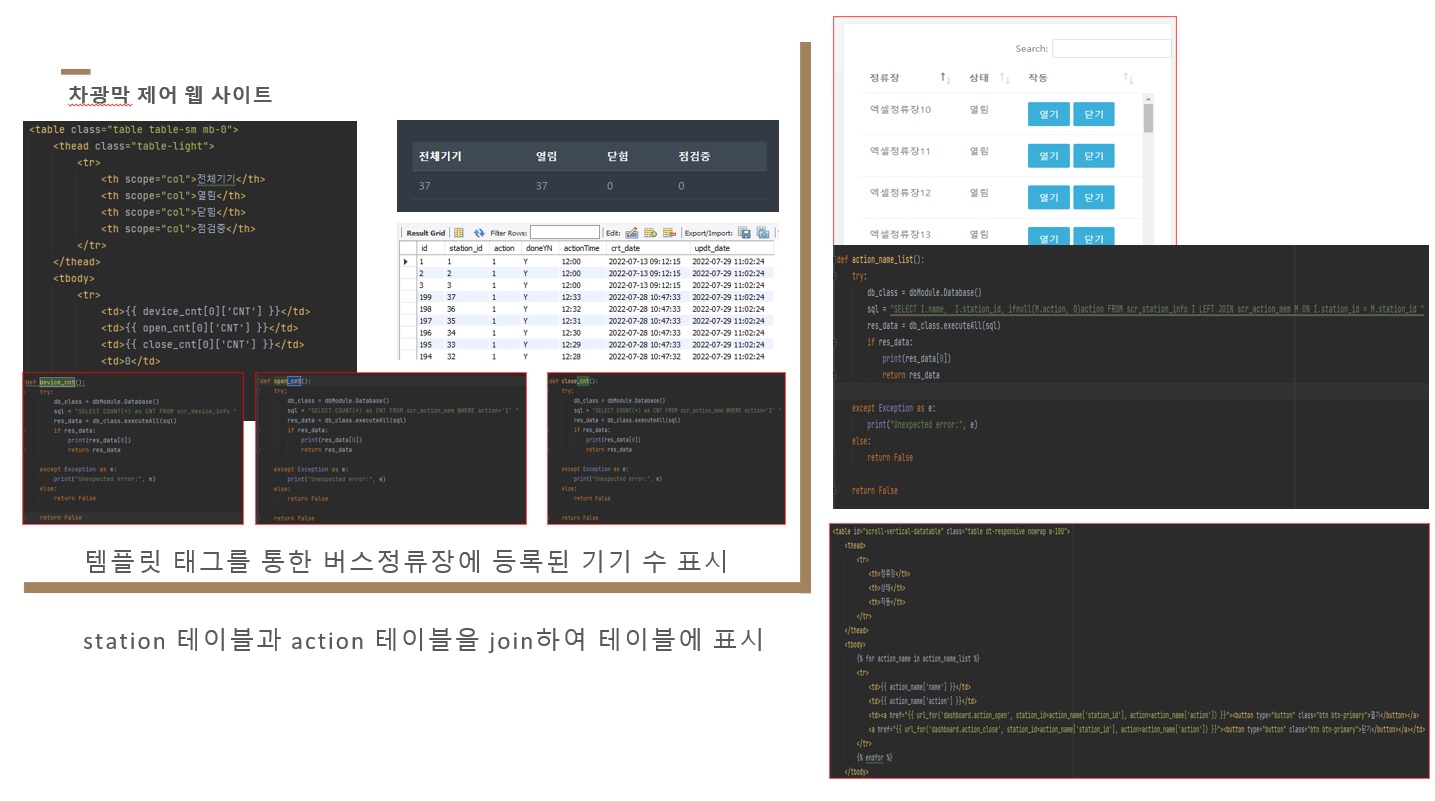 차광막 제어 웹 사이트
<table class="table table-sm mb-0">
<thead class="table-light">
<tr>
<th scope="col">전체기기</th>
<th scope="col">열림</th>
<th scope="col">닫힘</th>
<th scope="col">점검중</th>
</tr>
</thead>
<tbody>
<tr>
<td>{{ device_cnt[0]['CNT'] }}</td>
<td>{{ open_cnt[0]['CNT'] }}</td>
<td>{{ close_cnt[0]['CNT'] }}</td>
<td>0</td>
전체기기 열림 닫힘 점검중
37 37 0 0
Result Grid Filter Rows: Edit: Export/Import:
id station_id action doneYN actionTime crt_date updt_date
1 1 1 Y 12:00 2022-07-13 09:12:15 2022-07-29 11:02:24
2 2 1 Y 12:00 2022-07-13 09:12:15 2022-07-29 11:02:24
3 3 1 Y 12:00 2022-07-13 09:12:15 2022-07-29 11:02:24
199 37 1 Y 12:33 2022-07-28 10:47:33 2022-07-29 11:02:24
198 36 1 Y 12:32 2022-07-28 10:47:33 2022-07-29 11:02:24
197 35 1 Y 12:31 2022-07-28 10:47:33 2022-07-29 11:02:24
196 34 1 Y 12:30 2022-07-28 10:47:33 2022-07-29 11:02:24
195 33 1 Y 12:29 2022-07-28 10:47:33 2022-07-29 11:02:24
194 32 1 Y 12:28 2022-07-28 10:47:32 2022-07-29 11:02:24
def device_cnt():
try:
db_class = dbModule.Database()
sql = "SELECT COUNT(*) as CNT FROM scr_device_info "
res_data = db_class.executeAll(sql)
if res_data:
print(res_data[0])
return res_data
except Exception as e:
print("Unexpected error:", e)
else:
return False
return False
def open_cnt():
try:
db_class = dbModule.Database()
sql = "SELECT COUNT(*) as CNT FROM scr_action_mem WHERE action='1' "
res_data = db_class.executeAll(sql)
if res_data:
print(res_data[0])
return res_data
except Exception as e:
print("Unexpected error:", e)
else:
return False
return False
def close_cnt():
try:
db_class = dbModule.Database()
sql = "SELECT COUNT(*) as CNT FROM scr_action_mem WHERE action='2' "
res_data = db_class.executeAll(sql)
if res_data:
print(res_data[0])
return res_data
except Exception as e:
print("Unexpected error:", e)
else:
return False
return False
템플릿 태그를 통한 버스정류장에 등록된 기기 수 표시
station 테이블과 action 테이블을 join하여 테이블에 표시
Search:
정류장 상태 작동
엑셀정류장10 열림 열기 닫기
엑셀정류장11 열림 열기 닫기
엑셀정류장12 열림 열기 닫기
엑셀정류장13 열림 열기 닫기
def action_name_list():
try:
db_class = dbModule.Database()
sql = "SELECT I.name, I.station_id, ifnull(M.action, 0)action FROM scr_station_info I LEFT JOIN scr_action_mem M ON I.station_id = M.station_id "
res_data = db_class.executeAll(sql)
if res_data:
print(res_data[0])
return res_data
except Exception as e:
print("Unexpected error:", e)
else:
return False
return False
<table id="scroll-vertical-datatable" class="table dt-responsive nowrap w-100">
<thead>
<tr>
<th>정류장</th>
<th>상태</th>
<th>작동</th>
</tr>
</thead>
<tbody>
{% for action_name in action_name_list %}
<tr>
<td>{{ action_name['name'] }}</td>
<td>{{ action_name['action'] }}</td>
<td><a href="{{ url_for('dashboard.action_open', station_id=action_name['station_id'], action=action_name['action']) }}"><button type="button" class="btn btn-primary">열기</button></a>
<a href="{{ url_for('dashboard.action_close', station_id=action_name['station_id'], action=action_name['action']) }}"><button type="button" class="btn btn-primary">닫기</button></a></td>
</tr>
{% endfor %}
</tbody>